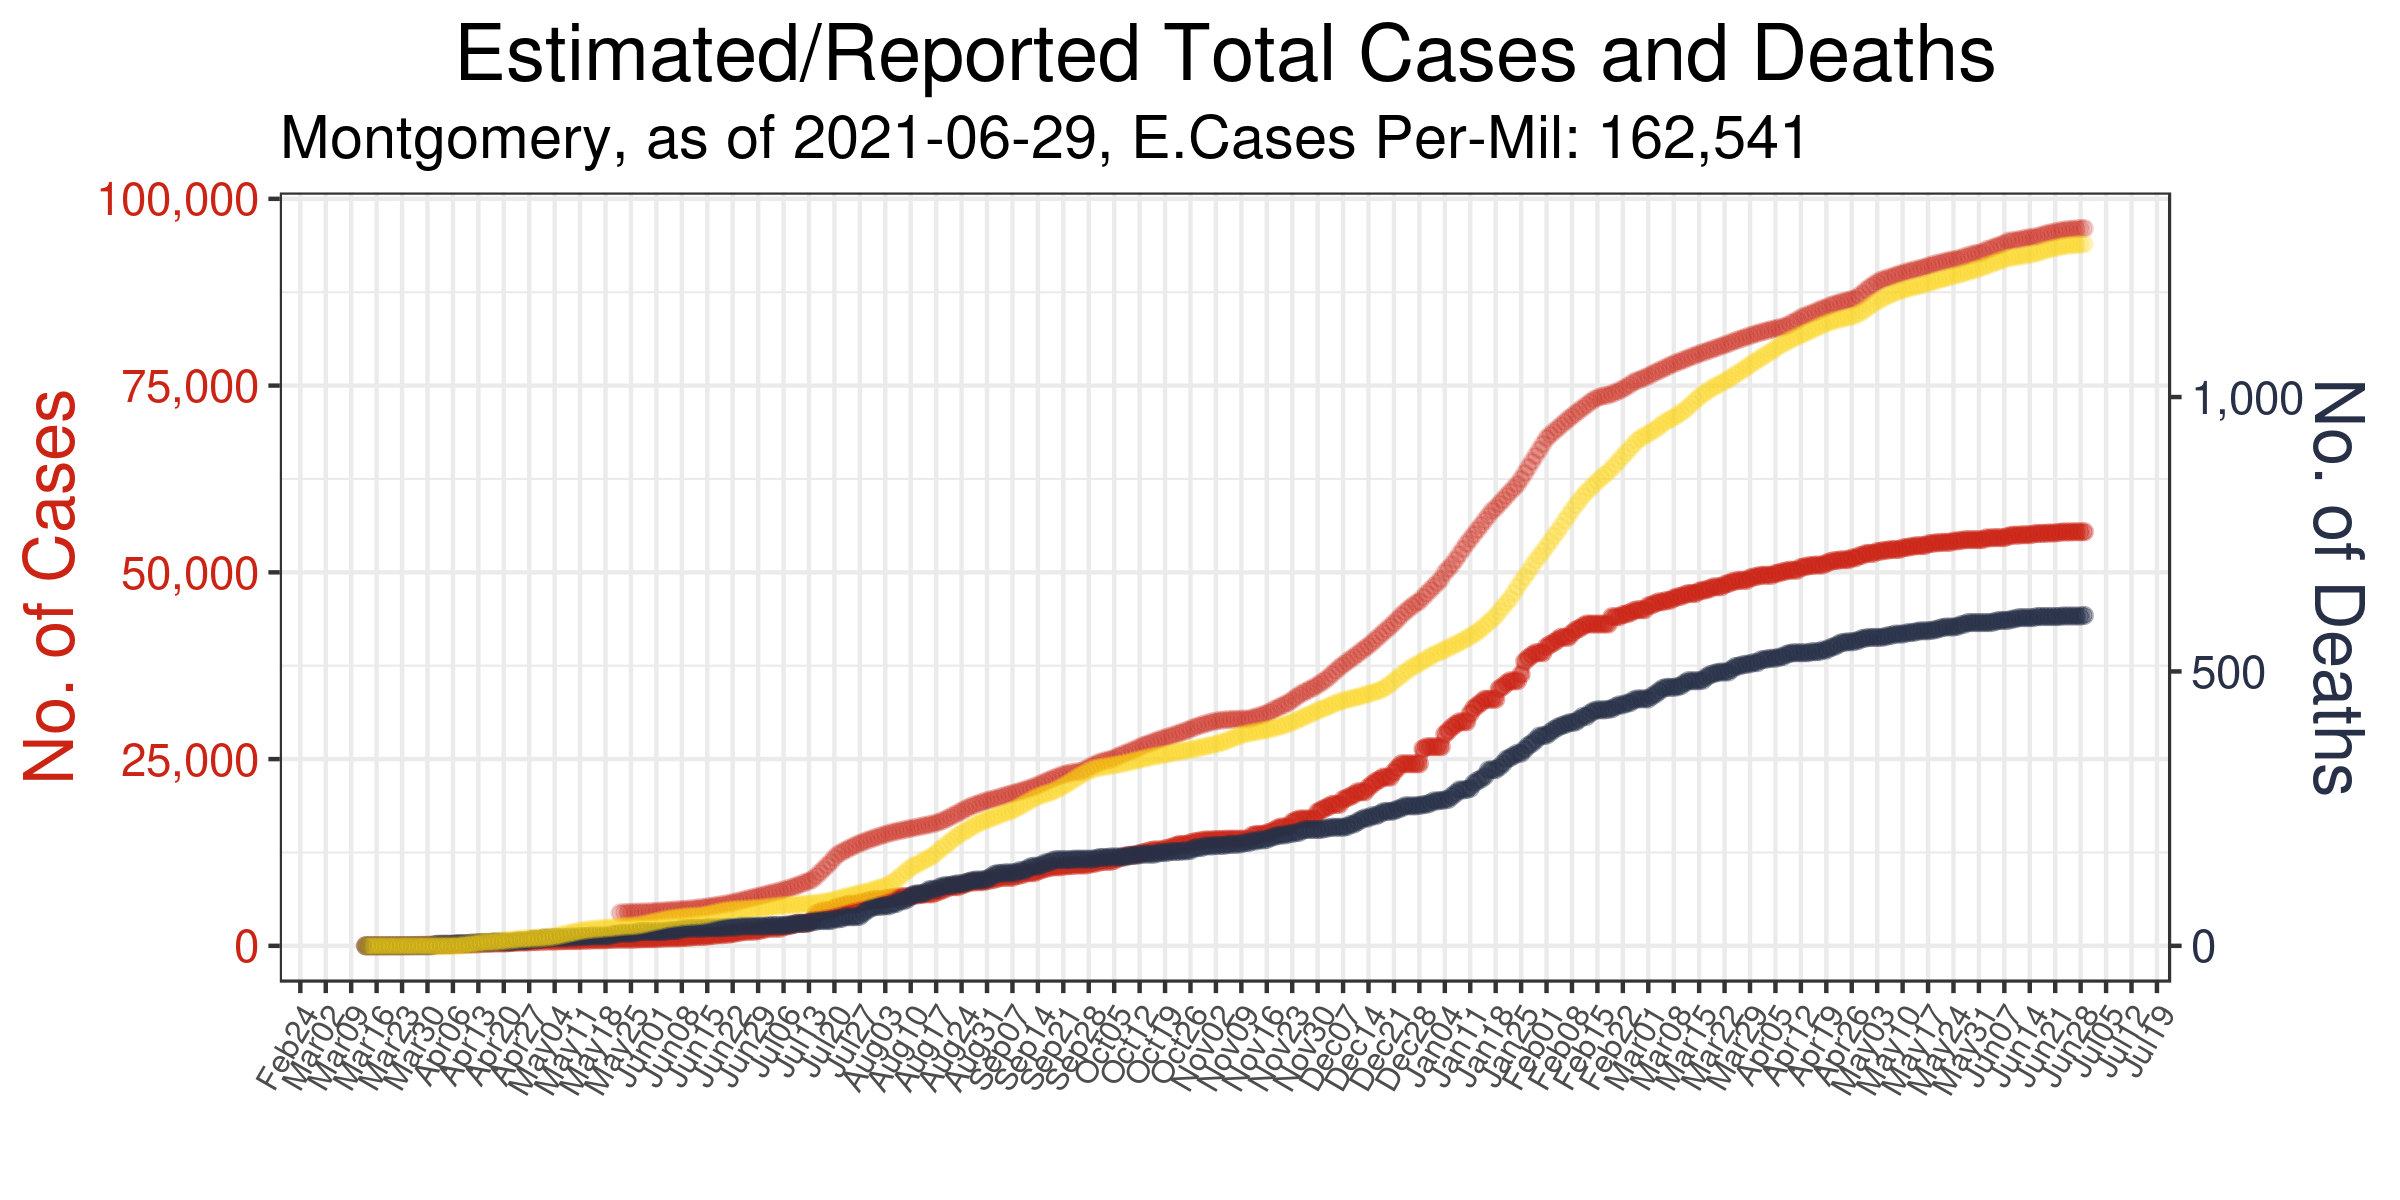 Estimated/Reported Total Cases and Deaths
Montgomery, as of 2021-06-29, E.Cases Per-Mil: 162,541
No. of Cases
100,000
75,000
50,000
25,000
0
1,000
500
0
No. of Deaths
Feb24
Mar02
Mar09
Mar16
Mar23
Mar30
Apr06
Apr13
Apr20
Apr27
May04
May11
May18
May25
Jun01
Jun08
Jun15
Jun22
Jun29
Jul06
Jul13
Jul20
Jul27
Aug03
Aug10
Aug17
Aug24
Aug31
Sep07
Sep14
Sep21
Sep28
Oct05
Oct12
Oct19
Oct26
Nov02
Nov09
Nov16
Nov23
Nov30
Nov07
Dec14
Dec21
Dec28
Jan04
Jan11
Jan18
Jan25
Feb01
Feb08
Feb15
Feb22
Mar01
Mar08
Mar15
Mar22
Mar29
Apr05
Apr12
Apr19
Apr26
May03
May10
May17
May24
May31
May07
Jun14
Jun21
Jun28
Jul05
Jul12
Jul19